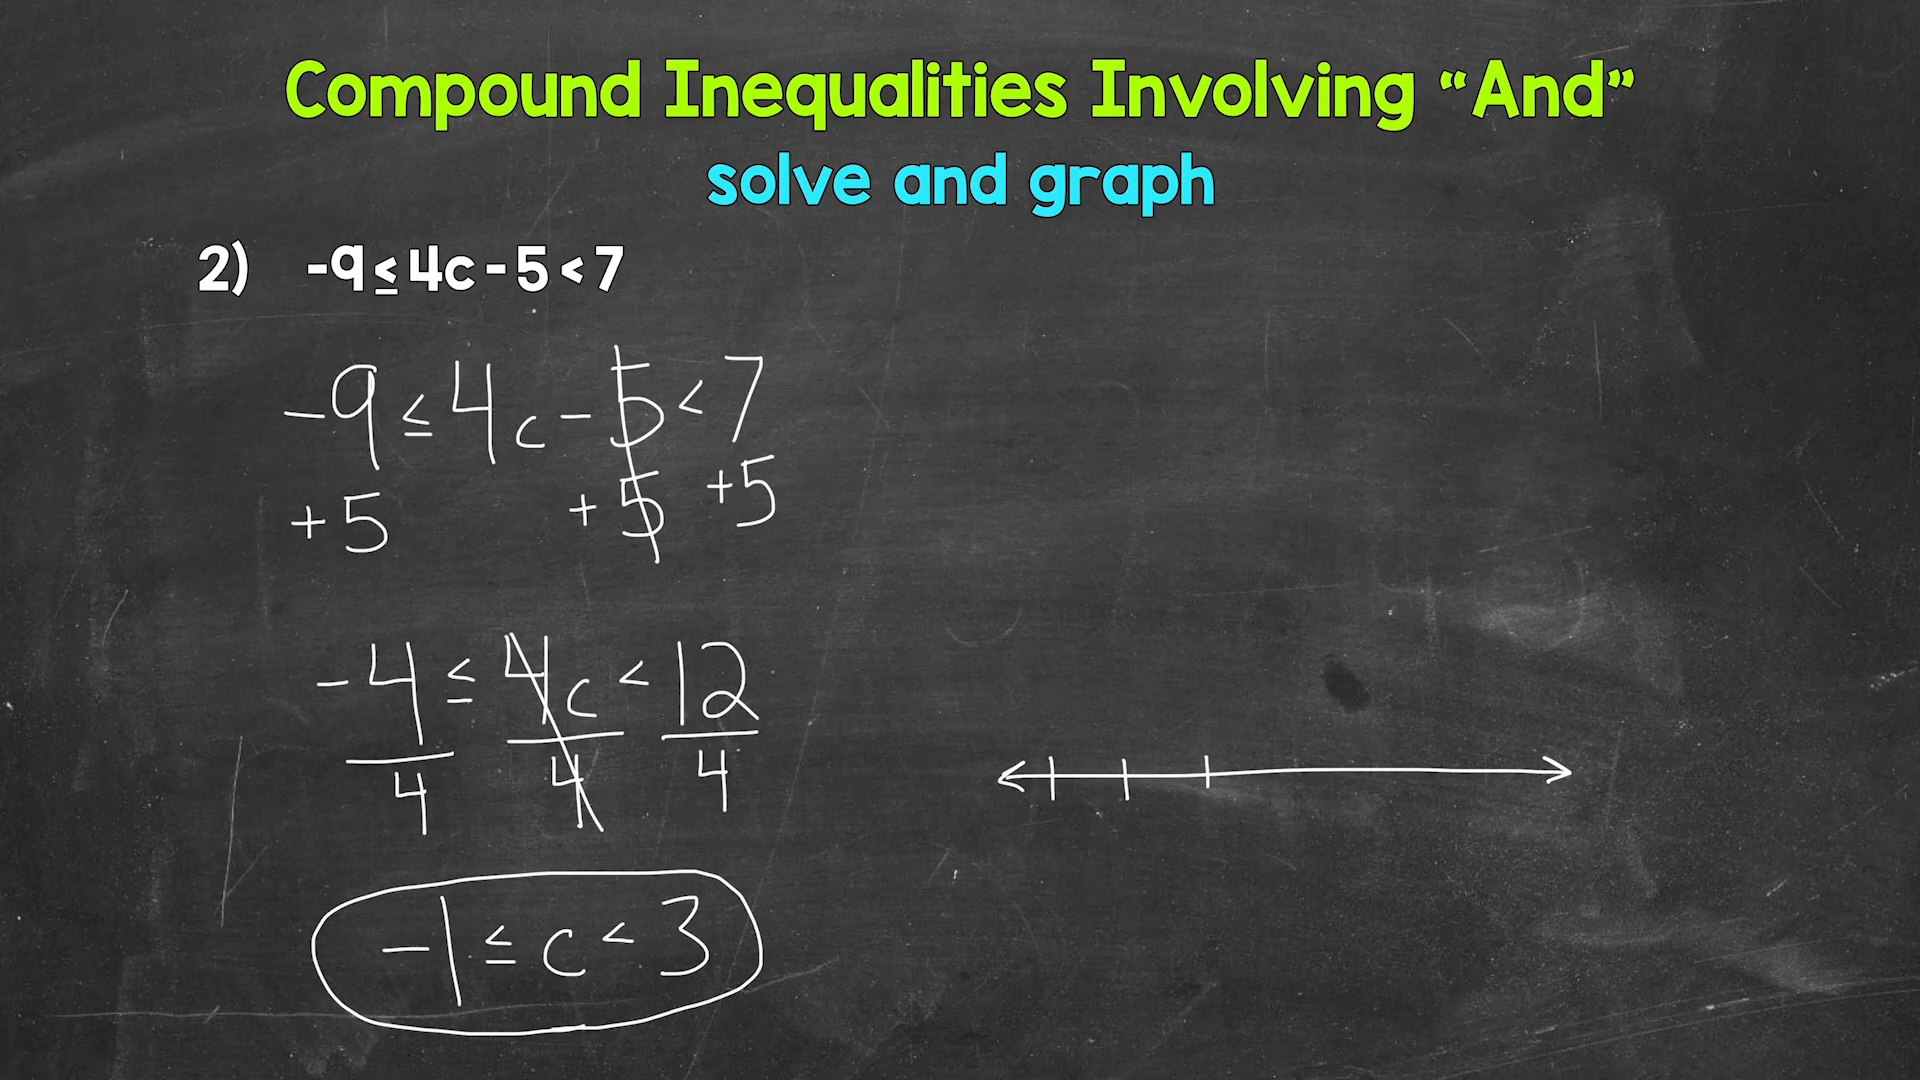 Compound Inequalities Involving “And”
solve and graph
2) -9≤4c-5<7
-9≤4c-5<7
+5 +5 +5
-4≤4c<12
4 4 4
-1≤c<3